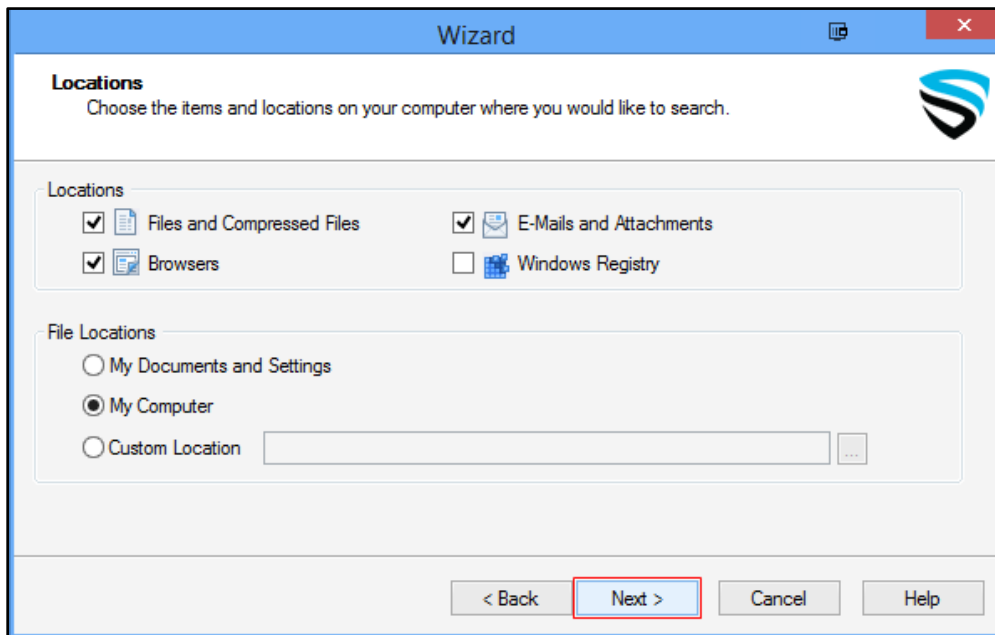 Wizard
Locations
Choose the items and locations on your computer where you would like to search.
Locations
Files and Compressed Files
E-Mails and Attachments
Browsers
Windows Registry
File Locations
My Documents and Settings
My Computer
Custom Location
...
< Back
Next >
Cancel
Help